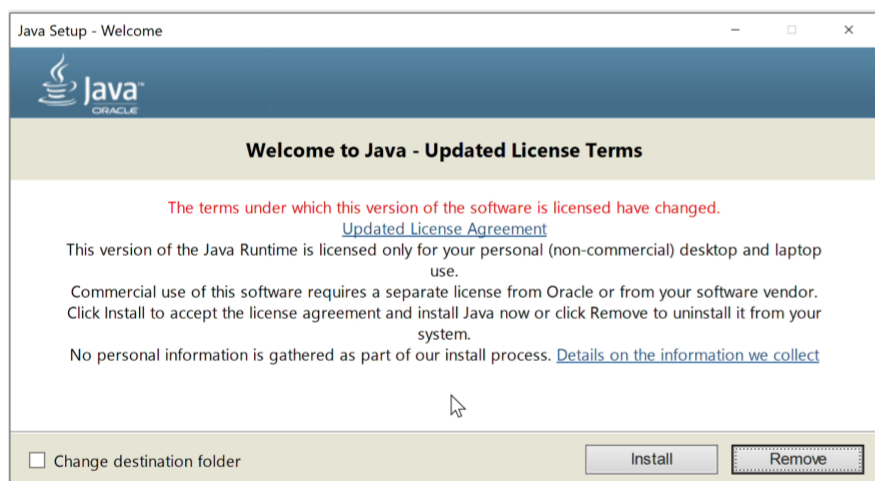 Java Setup - Welcome
Java™
ORACLE
Welcome to Java - Updated License Terms
The terms under which this version of the software is licensed have changed.
Updated License Agreement
This version of the Java Runtime is licensed only for your personal (non-commercial) desktop and laptop
use.
Commercial use of this software requires a separate license from Oracle or from your software vendor.
Click Install to accept the license agreement and install Java now or click Remove to uninstall it from your
system.
No personal information is gathered as part of our install process. Details on the information we collect
Change destination folder
Install
Remove